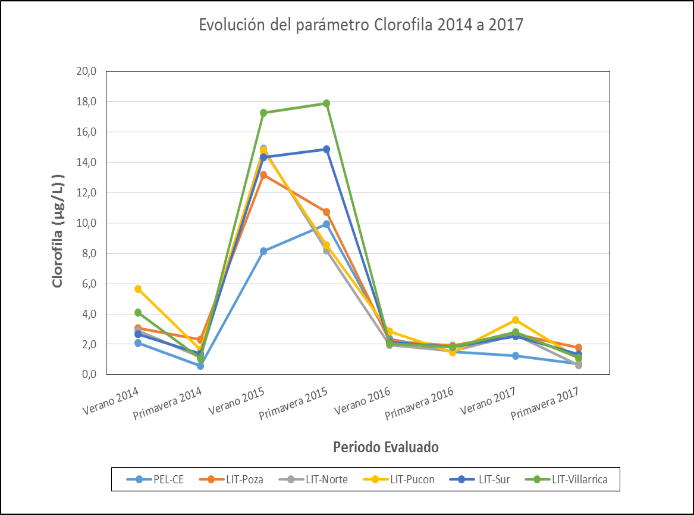 Evolución del parámetro Clorofila 2014 a 2017
20,0
18,0
16,0
14,0
12,0
10,0
8,0
6,0
4,0
2,0
0,0
Clorofila (µg/L) )
Verano 2014
Primavera 2014
Verano 2015
Primavera 2015
Verano 2016
Primavera 2016
Verano 2017
Primavera 2017
Periodo Evaluado
PEL-CE LIT-Poza LIT-Norte LIT-Pucon LIT-Sur LIT-Villarrica